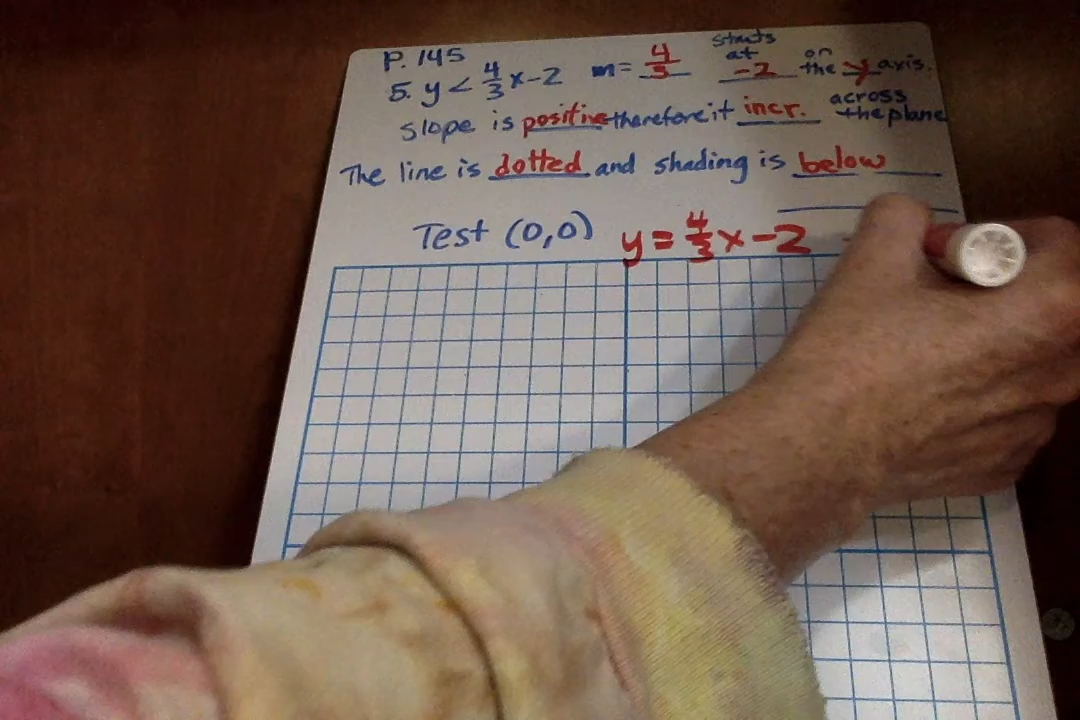 P. 145
5. y < 4/3 x - 2 m = 4/3 starts at -2 on the y axis.
slope is positive therefore it incr. across the plane
The line is dotted and shading is below
Test (0,0) y = 4/3 x - 2